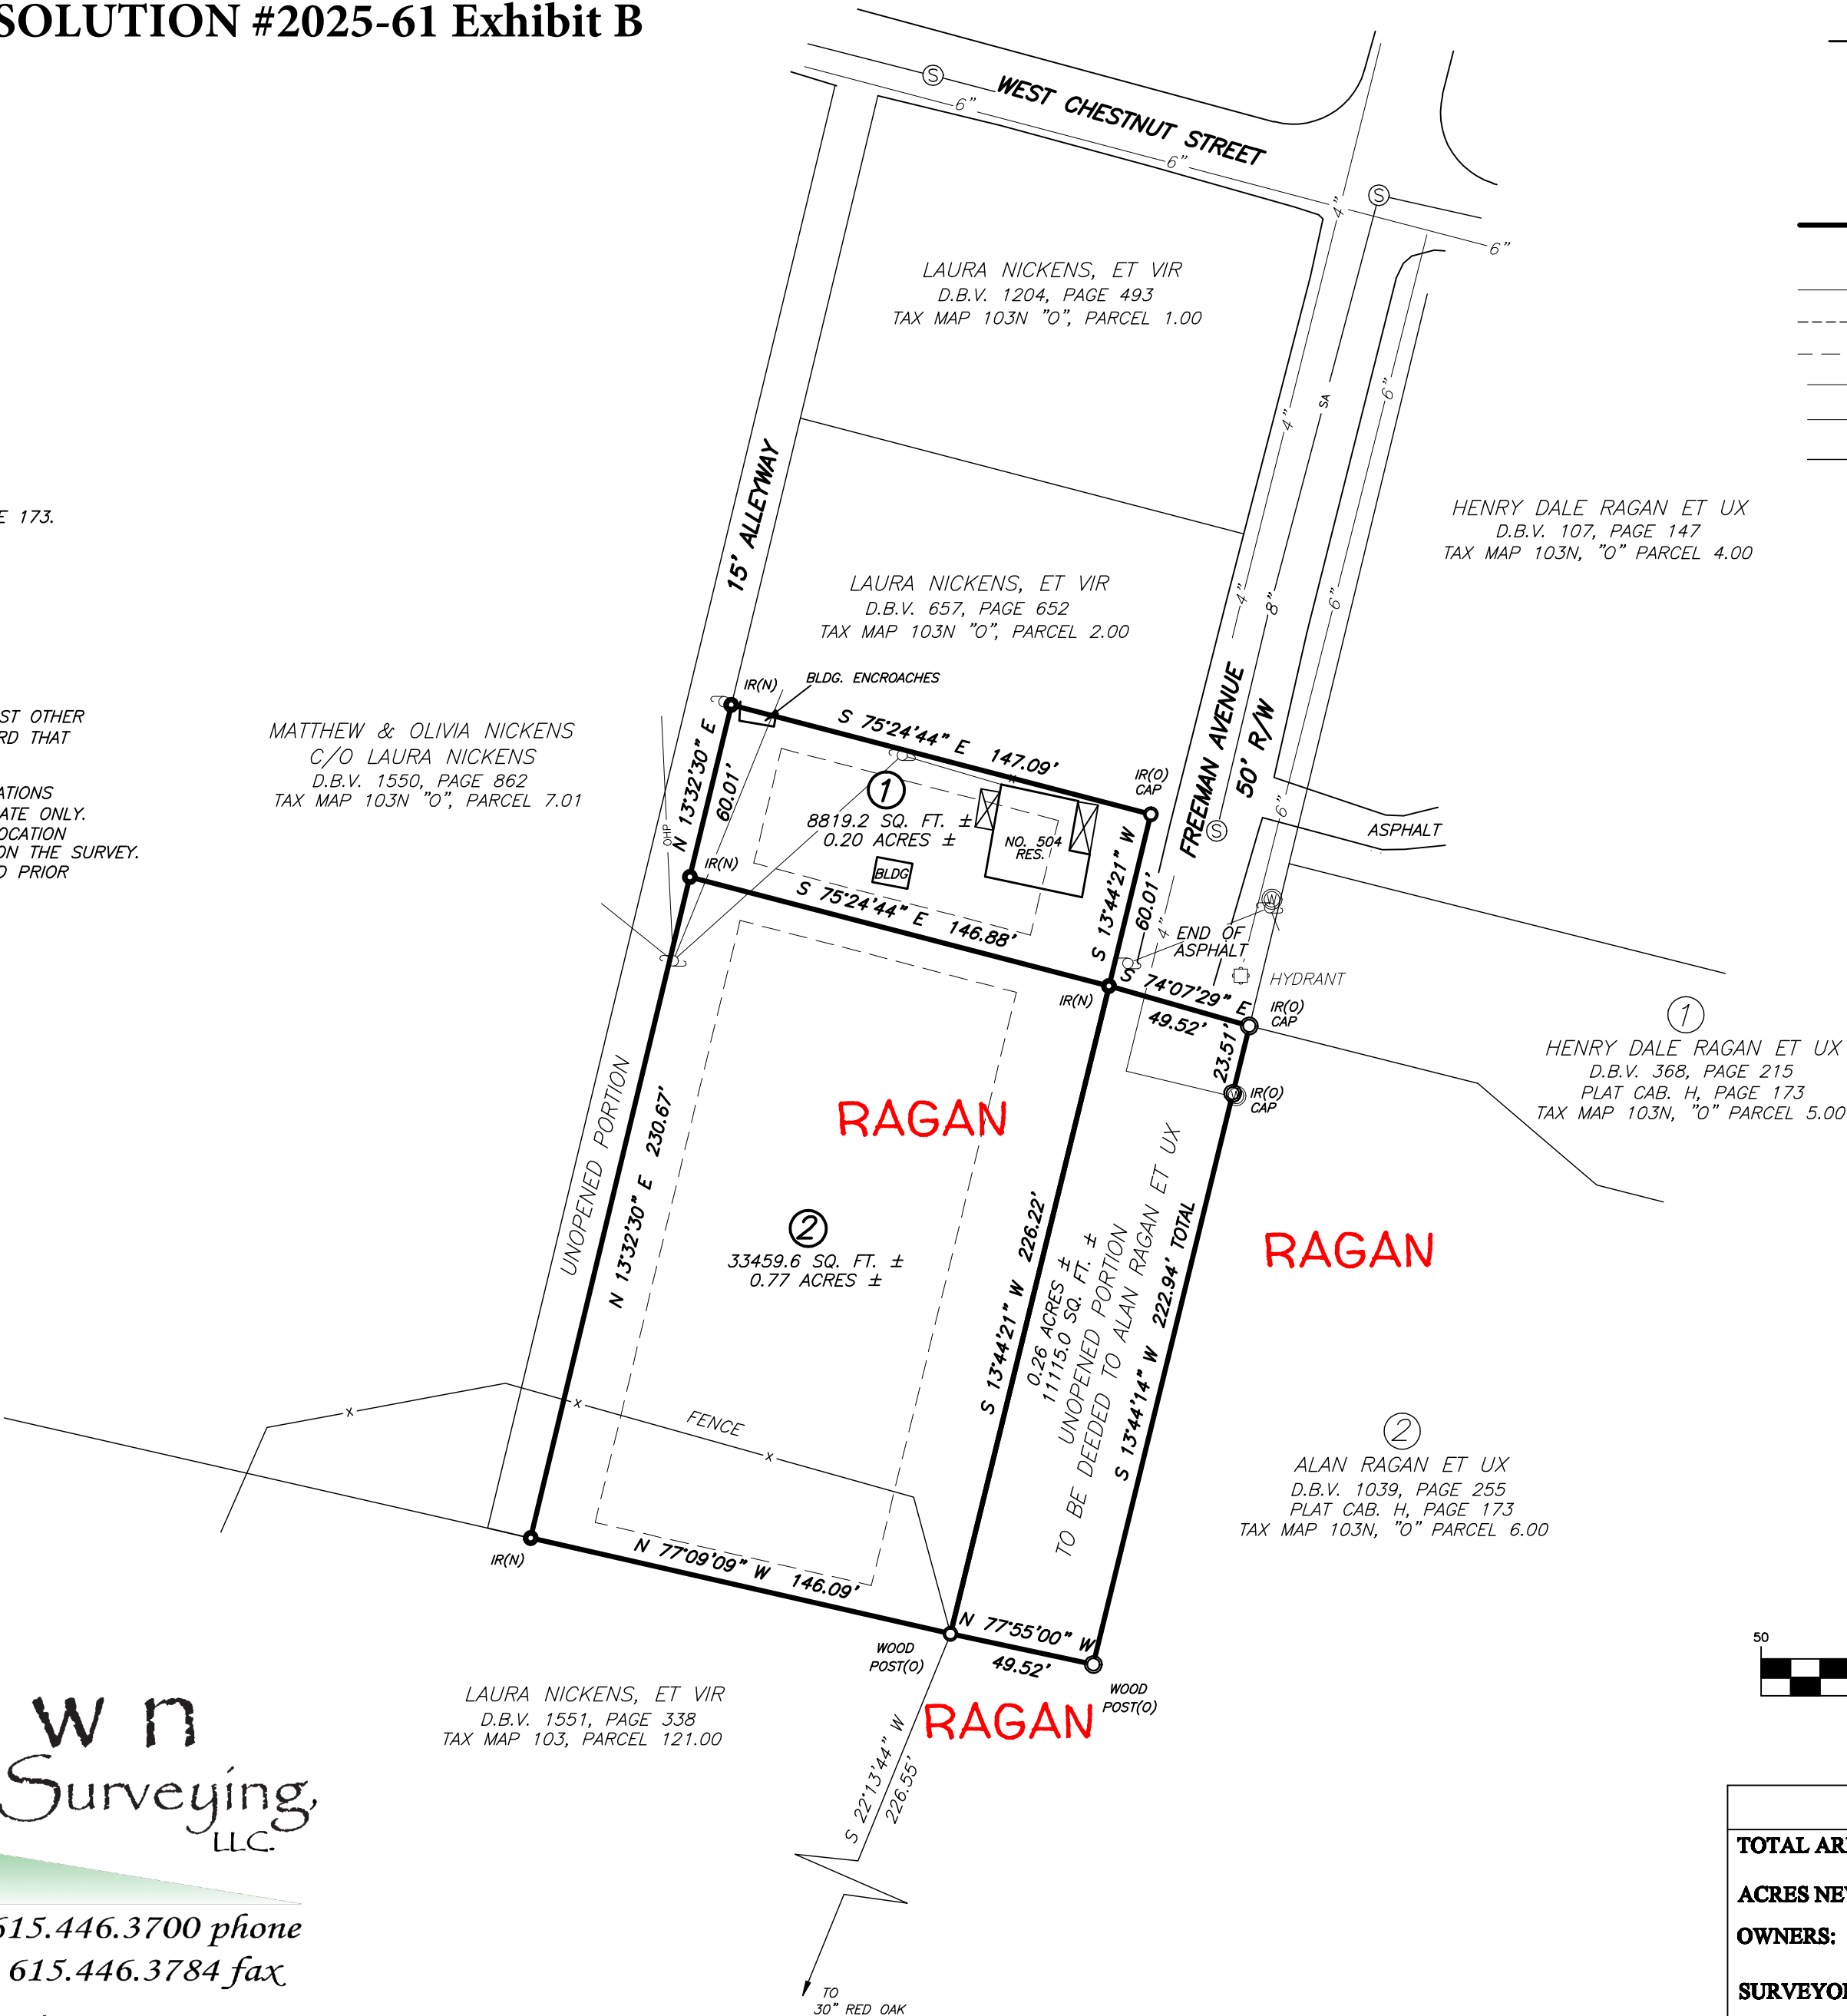 SOLUTION #2025-61 Exhibit B
WEST CHESTNUT STREET
S
6"
6"
S
4"
6"
LAURA NICKENS, ET VIR
D.B.V. 1204, PAGE 493
TAX MAP 103N "O", PARCEL 1.00
4"
SA
6"
15' ALLEYWAY
E 173.
HENRY DALE RAGAN ET UX
D.B.V. 107, PAGE 147
TAX MAP 103N, "O" PARCEL 4.00
LAURA NICKENS, ET VIR
D.B.V. 657, PAGE 652
TAX MAP 103N "O", PARCEL 2.00
4"
8"
6"
FREEMAN AVENUE
50' R/W
IR(N)
BLDG. ENCROACHES
ST OTHER
RD THAT
ATIONS
ATE ONLY.
OCATION
ON THE SURVEY.
D PRIOR
MATTHEW & OLIVIA NICKENS
C/O LAURA NICKENS
D.B.V. 1550, PAGE 862
TAX MAP 103N "O", PARCEL 7.01
OHP
N 13°32'30" E
60.01'
S 75°24'44" E 147.09'
x
IR(O)
CAP
1
8819.2 SQ. FT. ±
0.20 ACRES ±
NO. 504
RES.
BLDG
S 13°44'21" W
60.01'
S
6"
ASPHALT
IR(N)
S 75°24'44" E 146.88'
W
4"
END OF
ASPHALT
HYDRANT
IR(N)
S 74°07'29" E
49.52'
IR(O)
CAP
23.51'
W
IR(O)
CAP
1
HENRY DALE RAGAN ET UX
D.B.V. 368, PAGE 215
PLAT CAB. H, PAGE 173
TAX MAP 103N, "O" PARCEL 5.00
UNOPENED PORTION
N 13°32'30" E 230.67'
RAGAN
2
33459.6 SQ. FT. ±
0.77 ACRES ±
S 13°44'21" W 226.22'
0.26 ACRES ±
11115.0 SQ. FT. ±
UNOPENED PORTION
TO BE DEEDED TO ALAN RAGAN ET UX
S 13°44'14" W 222.94' TOTAL
RAGAN
x
x
FENCE
x
2
ALAN RAGAN ET UX
D.B.V. 1039, PAGE 255
PLAT CAB. H, PAGE 173
TAX MAP 103N, "O" PARCEL 6.00
IR(N)
N 77°09'09" W 146.09'
WOOD
POST(O)
N 77°55'00" W
49.52'
WOOD
POST(O)
50
LAURA NICKENS, ET VIR
D.B.V. 1551, PAGE 338
TAX MAP 103, PARCEL 121.00
RAGAN
S 22°13'44" W
226.55'
TO
30" RED OAK
w n
Surveying,
LLC.
615.446.3700 phone
615.446.3784 fax
TOTAL AR
ACRES NE
OWNERS:
SURVEYO